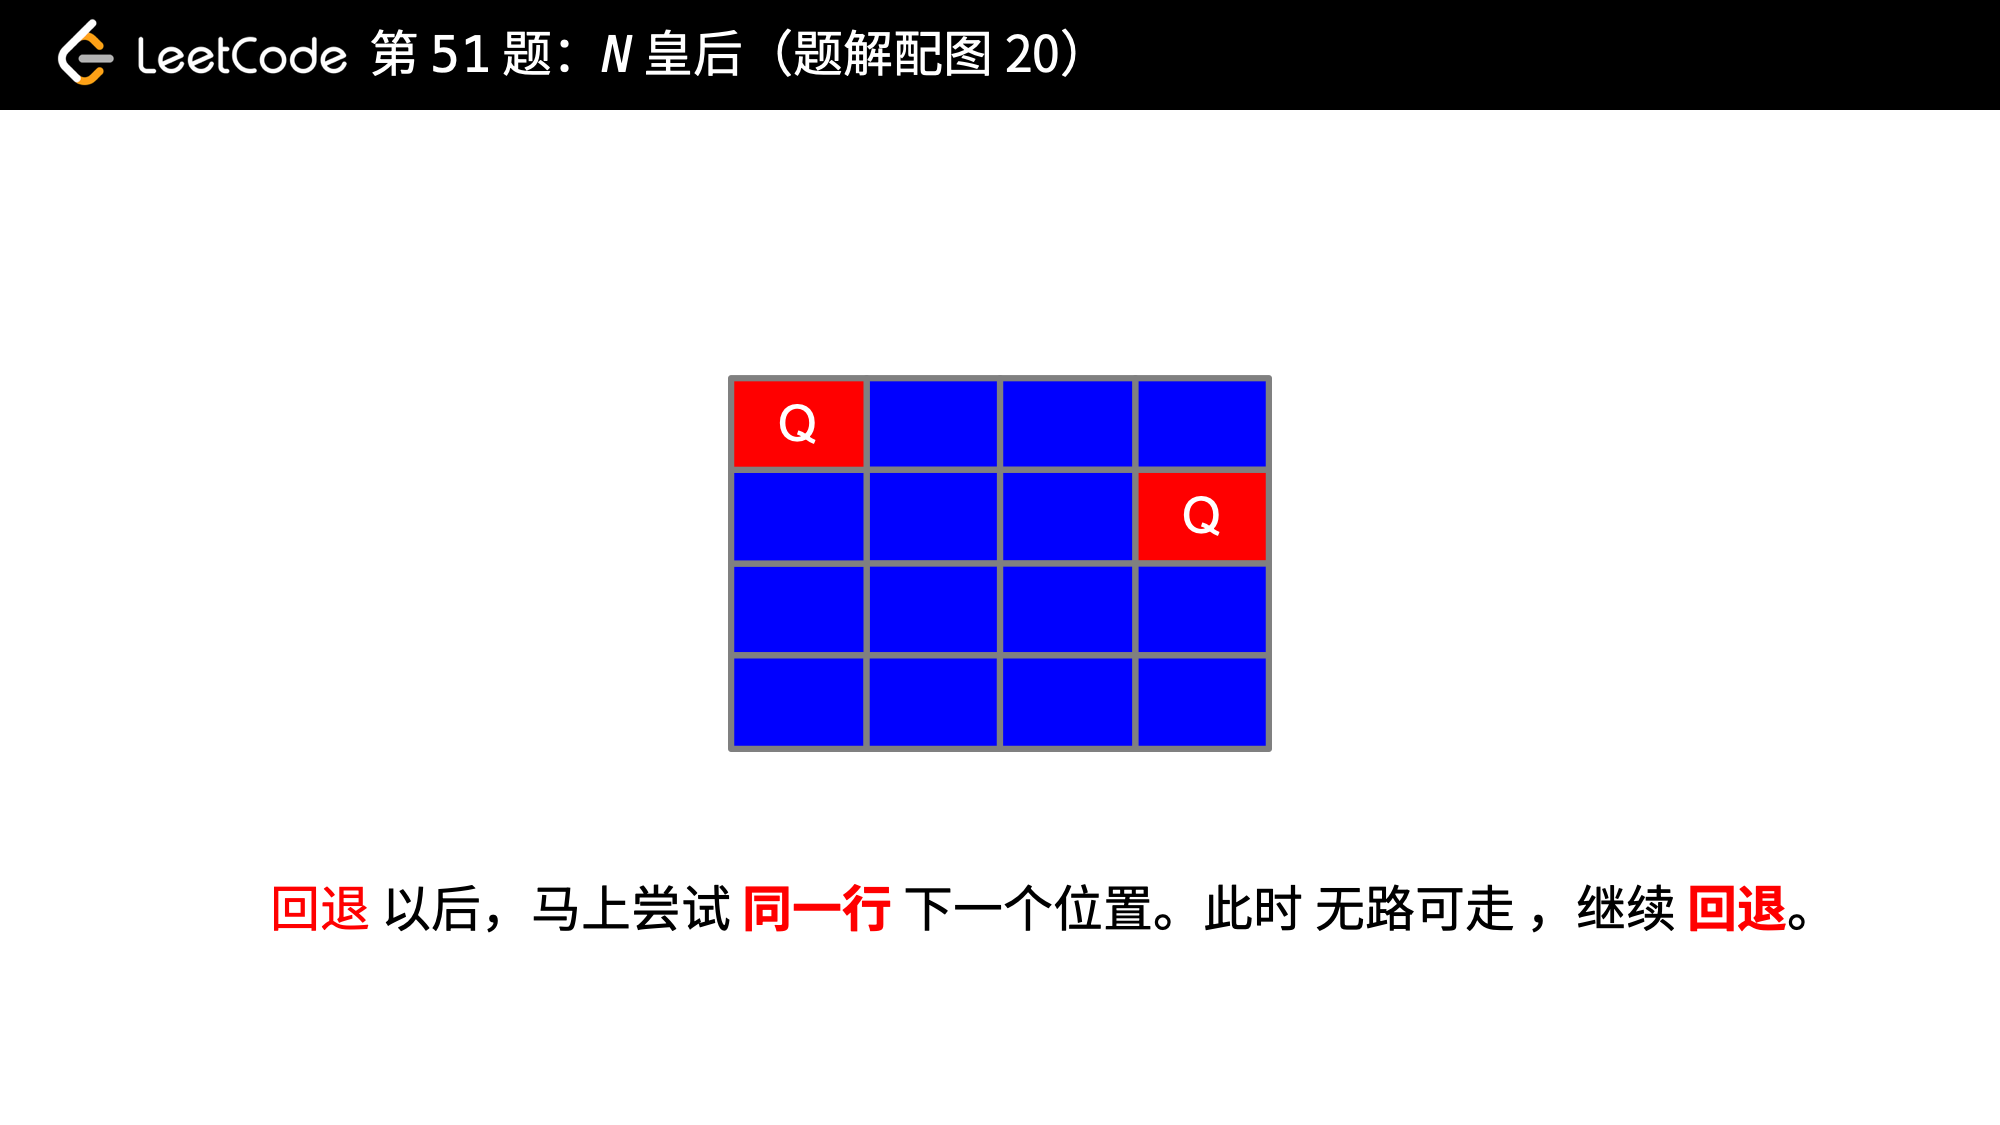 LeetCode 第 51 题：N 皇后（题解配图 20）
Q
Q
回退 以后，马上尝试 同一行 下一个位置。此时 无路可走 ，继续 回退。